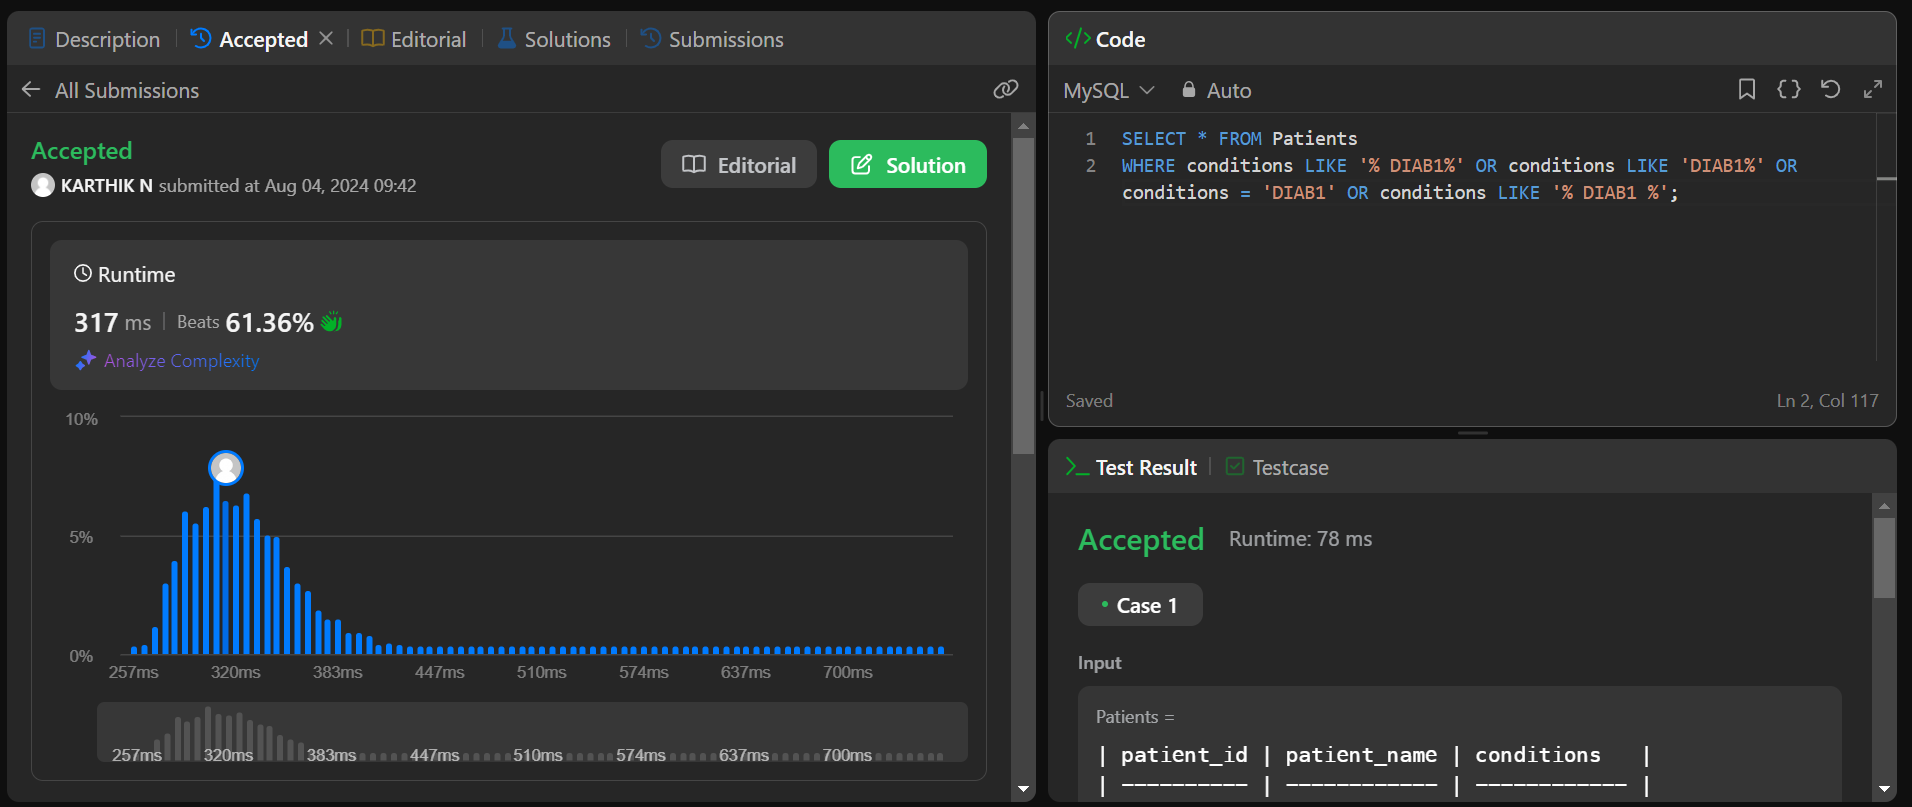 Description
Accepted
Editorial
Solutions
Submissions
All Submissions
Accepted
KARTHIK N submitted at Aug 04, 2024 09:42
Editorial
Solution
Runtime
317 ms
Beats 61.36%
Analyze Complexity
10%
5%
0%
257ms 320ms 383ms 447ms 510ms 574ms 637ms 700ms
257ms 320ms 383ms 447ms 510ms 574ms 637ms 700ms
</> Code
MySQL
Auto
{}
1 SELECT * FROM Patients
2 WHERE conditions LIKE '% DIAB1%' OR conditions LIKE 'DIAB1%' OR
conditions = 'DIAB1' OR conditions LIKE '% DIAB1 %';
Saved
Ln 2, Col 117
Test Result
Testcase
Accepted Runtime: 78 ms
• Case 1
Input
Patients =
| patient_id | patient_name | conditions   |
| ---------- | ------------ | ------------ |